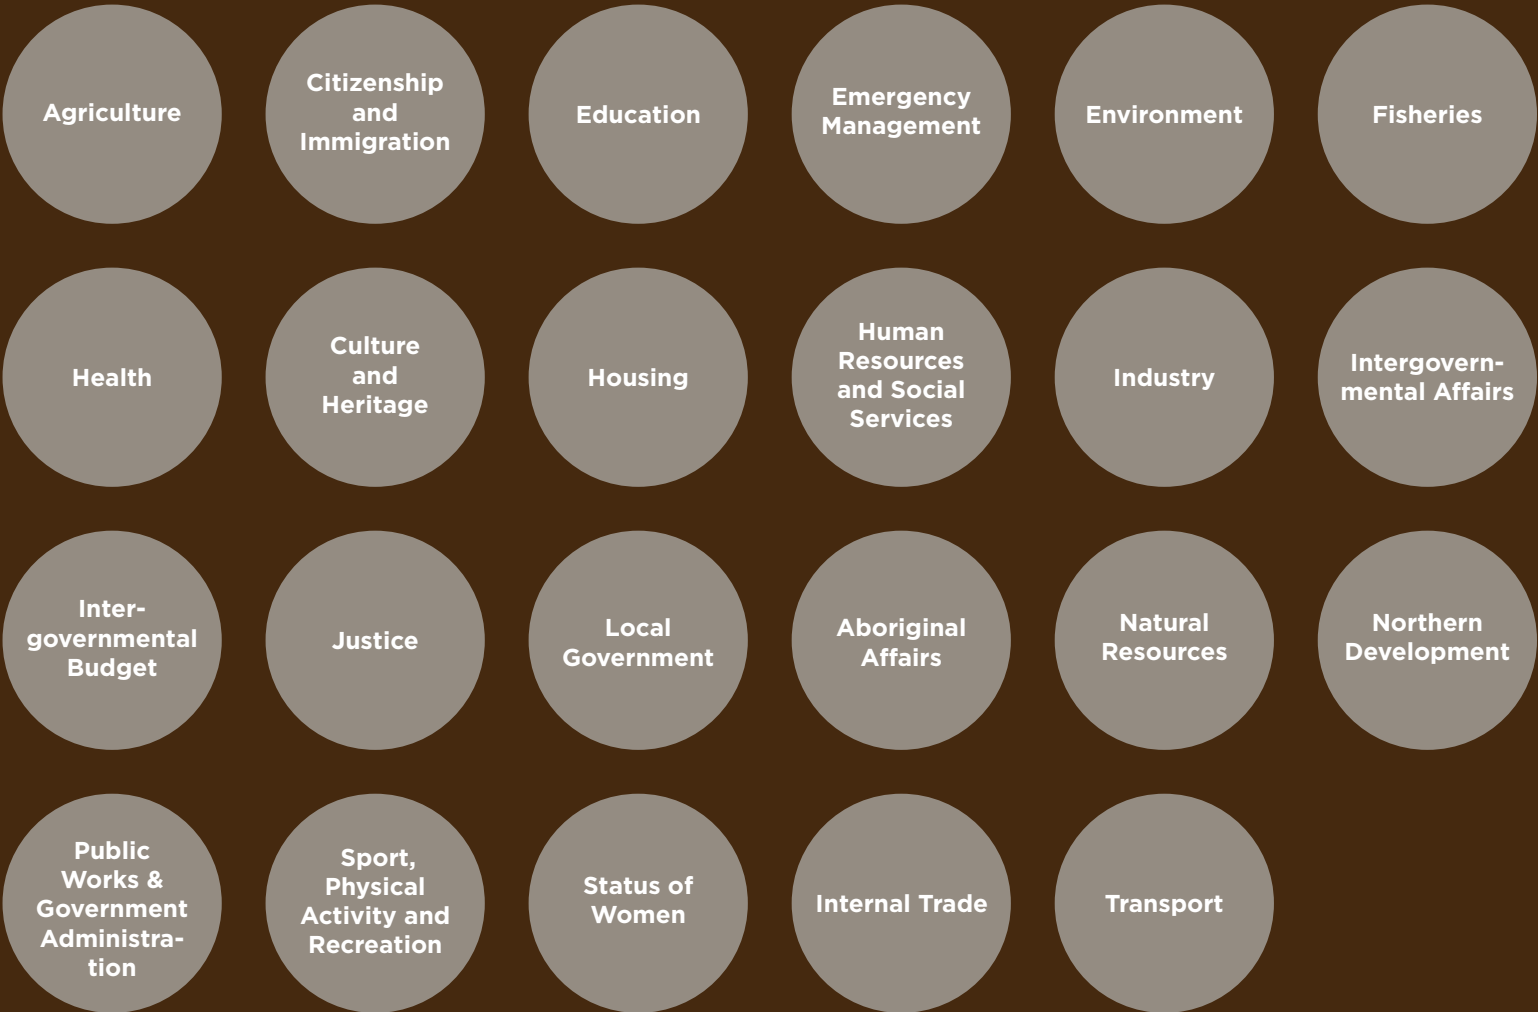 Agriculture
Citizenship
and
Immigration
Education
Emergency
Management
Environment
Fisheries
Health
Culture
and
Heritage
Housing
Human
Resources
and Social
Services
Industry
Intergovern-
mental Affairs
Inter-
governmental
Budget
Justice
Local
Government
Aboriginal
Affairs
Natural
Resources
Northern
Development
Public
Works &
Government
Administra-
tion
Sport,
Physical
Activity and
Recreation
Status of
Women
Internal Trade
Transport